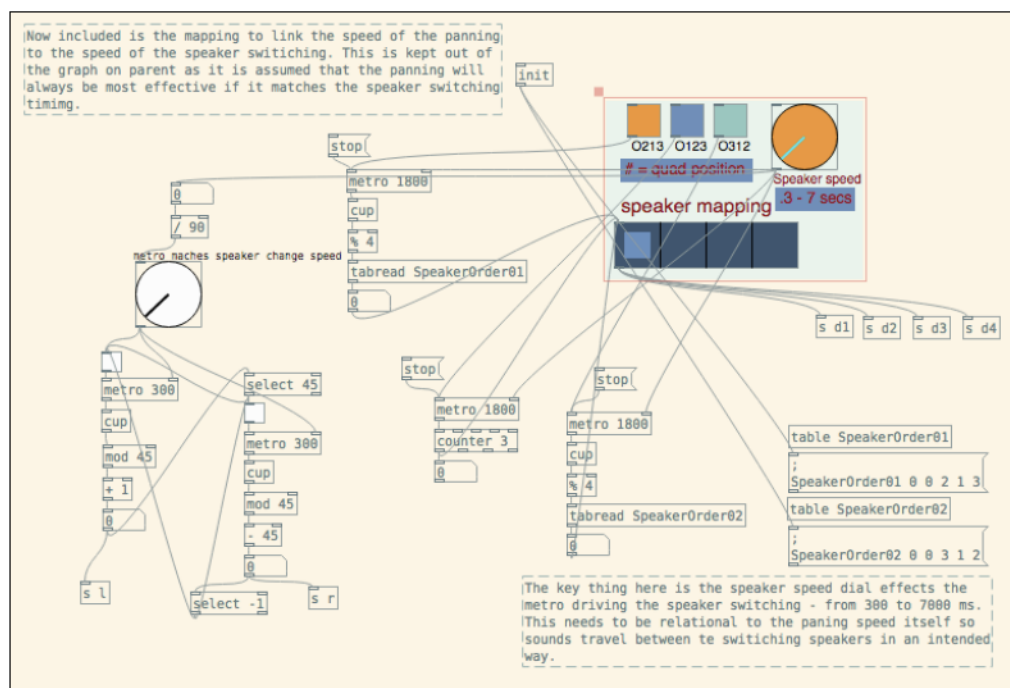 Now included is the mapping to link the speed of the panning
to the speed of the speaker switiching. This is kept out of
the graph on parent as it is assumed that the panning will
always be most effective if it matches the speaker switching
timimg.
init
stop
O213 O123 O312
metro 1800
# = quad position
Speaker speed
0
cup
.3 - 7 secs
speaker mapping
/ 90
% 4
metro maches speaker change speed
tabread SpeakerOrder01
0
s d1
s d2
s d3
s d4
stop
select 45
stop
metro 300
metro 1800
metro 1800
cup
table SpeakerOrder01
metro 300
counter 3
mod 45
cup
cup
;
SpeakerOrder01 0 0 2 1 3
0
+ 1
mod 45
% 4
table SpeakerOrder02
0
tabread SpeakerOrder02
- 45
0
;
SpeakerOrder02 0 0 3 1 2
0
s l
select -1
s r
The key thing here is the speaker speed dial effects the
metro driving the speaker switching - from 300 to 7000 ms.
This needs to be relational to the paning speed itself so
sounds travel between te switiching speakers in an intended
way.